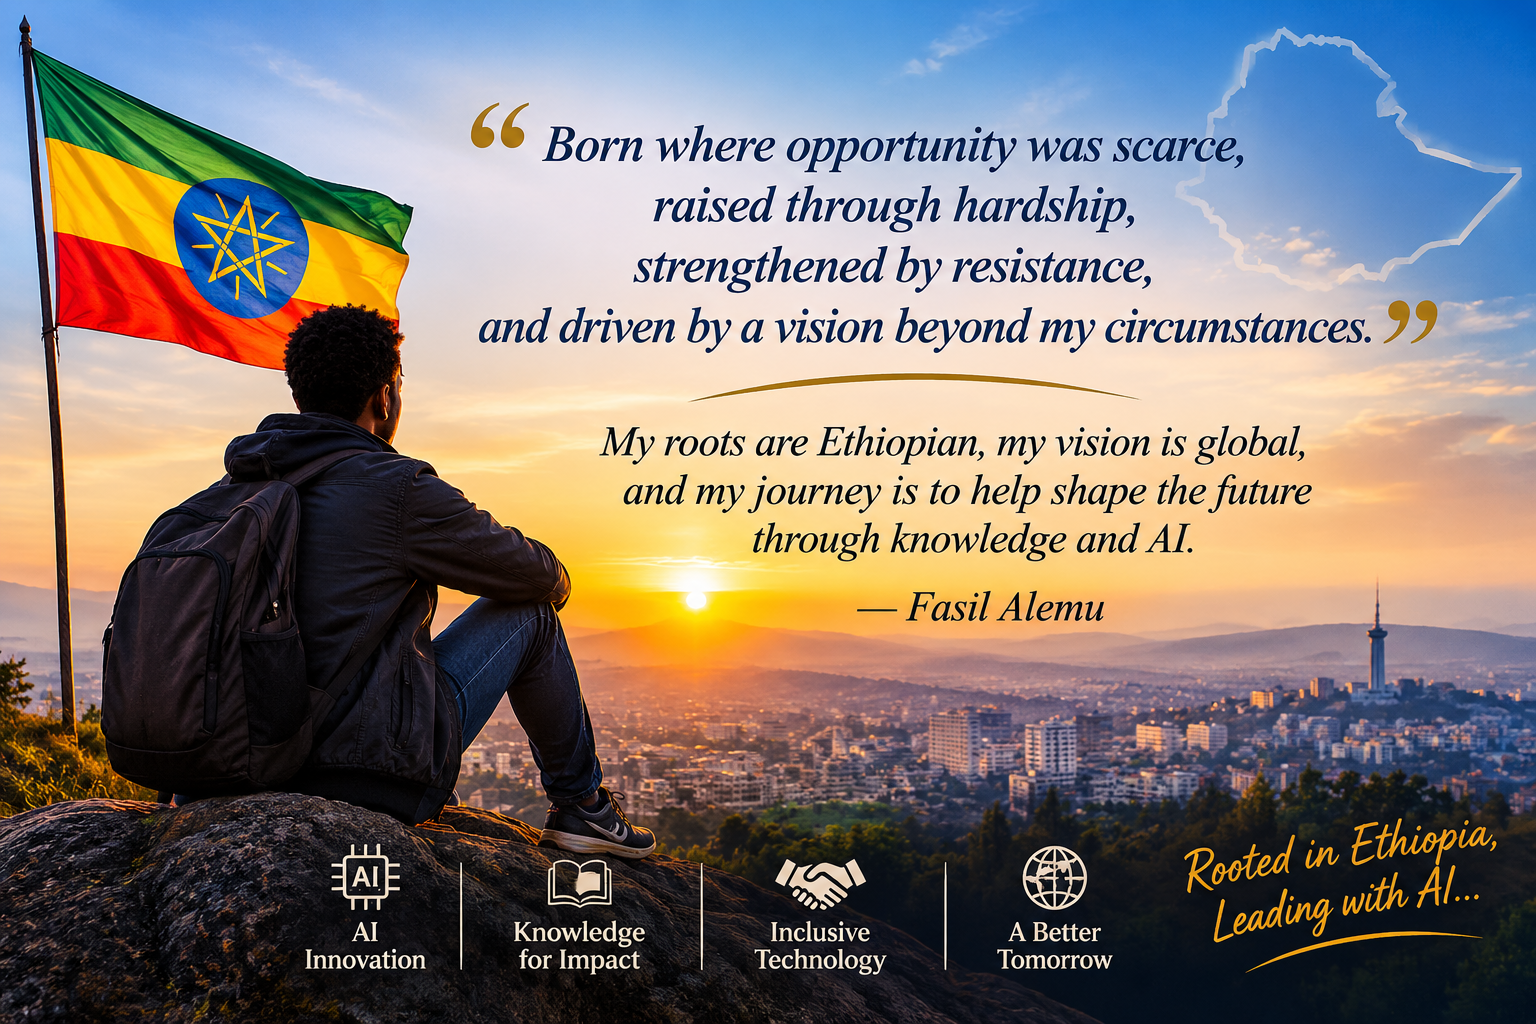 “ Born where opportunity was scarce,
raised through hardship,
strengthened by resistance,
and driven by a vision beyond my circumstances. ”
My roots are Ethiopian, my vision is global,
and my journey is to help shape the future
through knowledge and AI.
— Fasil Alemu
AI
AI
Innovation
Knowledge
for Impact
Inclusive
Technology
A Better
Tomorrow
Rooted in Ethiopia,
Leading with AI...